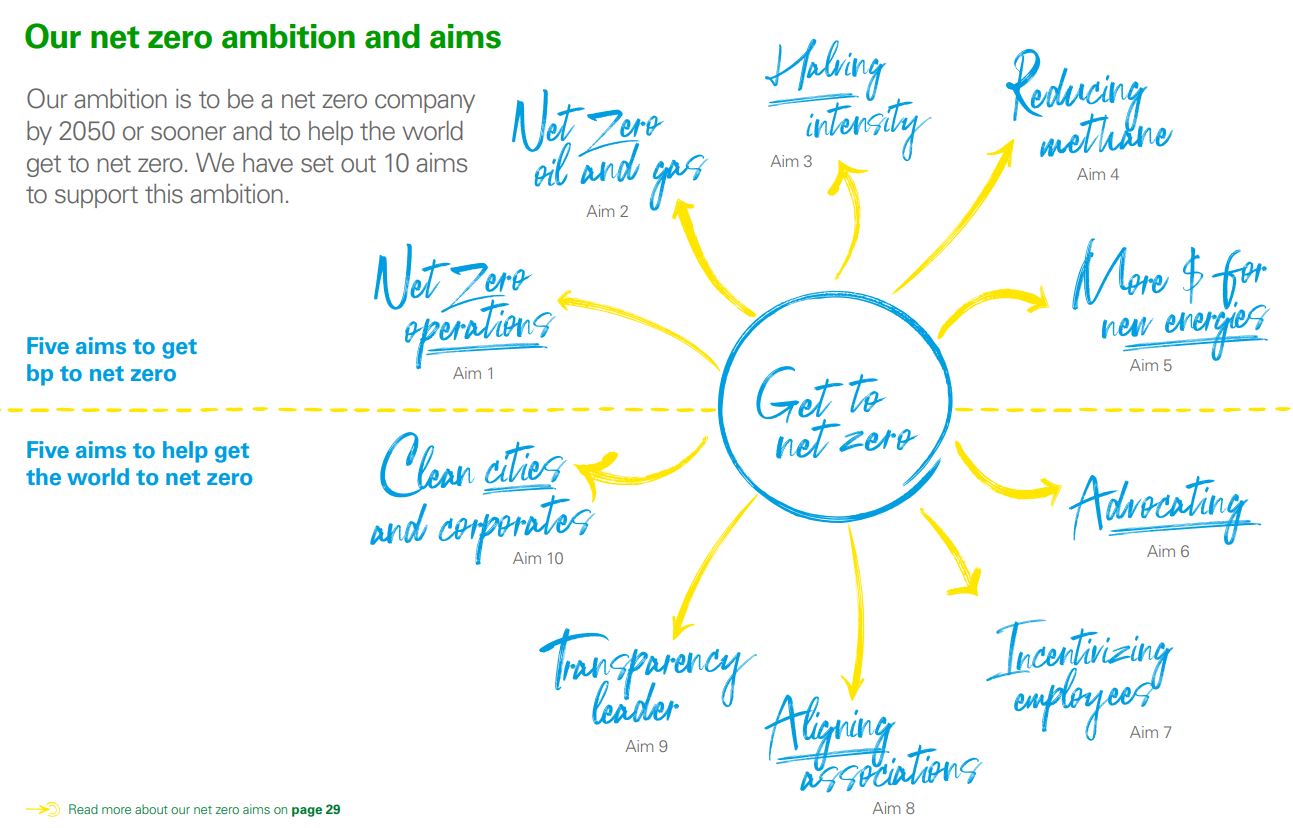 Our net zero ambition and aims
Our ambition is to be a net zero company
by 2050 or sooner and to help the world
get to net zero. We have set out 10 aims
to support this ambition.
Five aims to get
bp to net zero
Net Zero
operations
Aim 1
Net Zero
oil and gas
Aim 2
Halving
intensity
Aim 3
Reducing
methane
Aim 4
More $ for
new energies
Aim 5
Get to
net zero
Five aims to help get
the world to net zero
Advocating
Aim 6
Incentivizing
employees
Aim 7
Aligning
associations
Aim 8
Transparency
leader
Aim 9
Clean cities
and corporates
Aim 10
Read more about our net zero aims on page 29